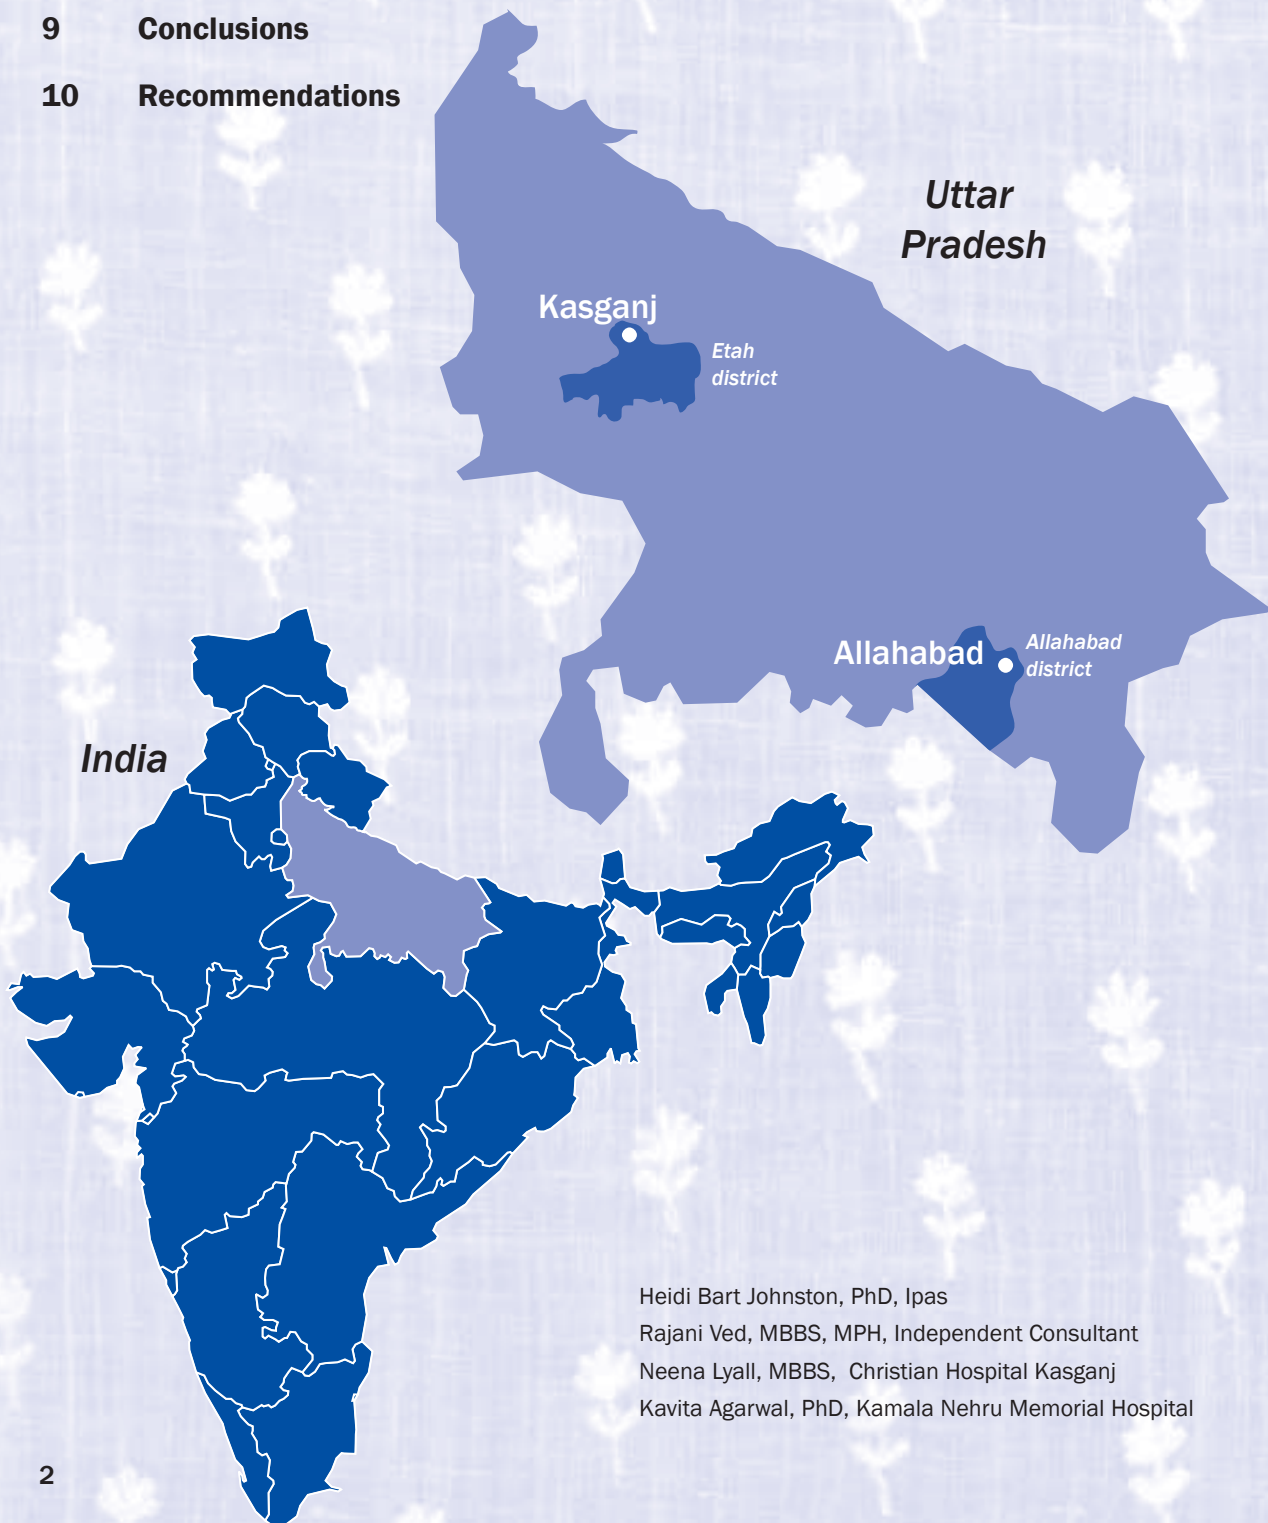 9 Conclusions
10 Recommendations
Uttar
Pradesh
Kasganj
Etah
district
Allahabad
Allahabad
district
India
Heidi Bart Johnston, PhD, Ipas
Rajani Ved, MBBS, MPH, Independent Consultant
Neena Lyall, MBBS,  Christian Hospital Kasganj
Kavita Agarwal, PhD, Kamala Nehru Memorial Hospital
2